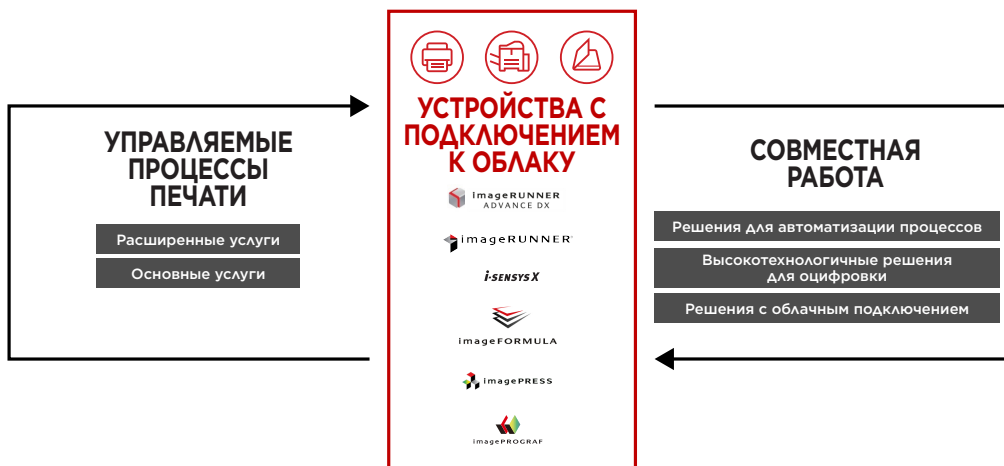 УПРАВЛЯЕМЫЕ
ПРОЦЕССЫ
ПЕЧАТИ
Расширенные услуги
Основные услуги
УСТРОЙСТВА С
ПОДКЛЮЧЕНИЕМ
К ОБЛАКУ
imageRUNNER
ADVANCE DX
imageRUNNER
i-SENSYS X
imageFORMULA
imagePRESS
imagePROGRAF
СОВМЕСТНАЯ
РАБОТА
Решения для автоматизации процессов
Высокотехнологичные решения
для оцифровки
Решения с облачным подключением